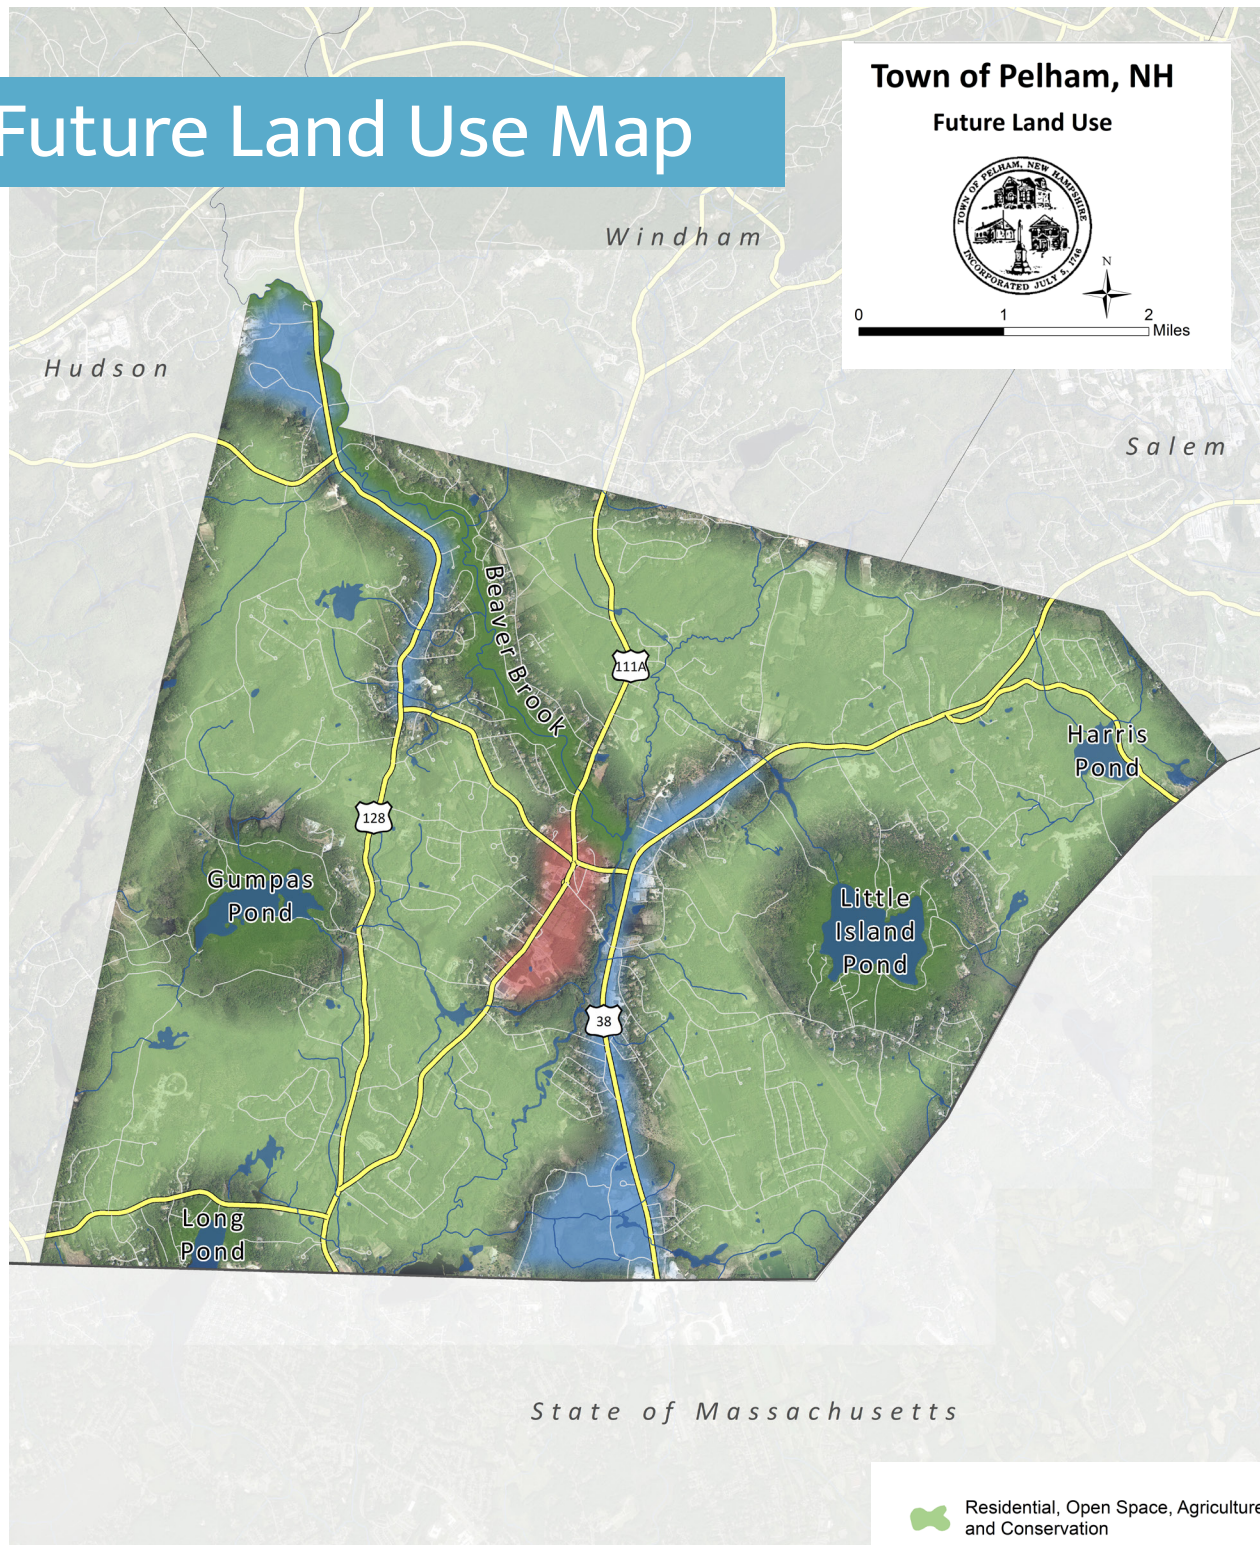 Future Land Use Map
Town of Pelham, NH
Future Land Use
TOWN OF PELHAM, NEW HAMPSHIRE
INCORPORATED JULY 5, 1746
N
0 1 2
Miles
Windham
Hudson
Salem
Beaver Brook
111A
Harris
Pond
128
Gumpas
Pond
Little
Island
Pond
38
Long
Pond
State of Massachusetts
Residential, Open Space, Agriculture
and Conservation